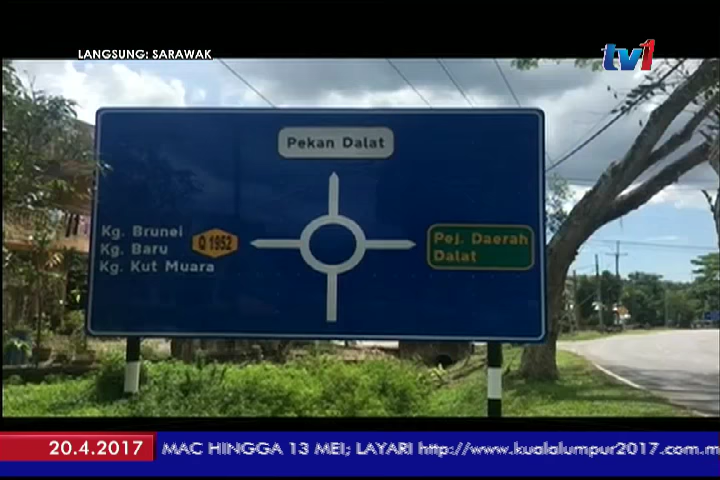 LANGSUNG: SARAWAK
tv1
Pekan Dalat
Kg. Brunei
Kg. Baru
Kg. Kut Muara
Q 1952
Pej. Daerah
Dalat
20.4.2017
MAC HINGGA 13 MEI; LAYARI http://www.kualalumpur2017.com.m